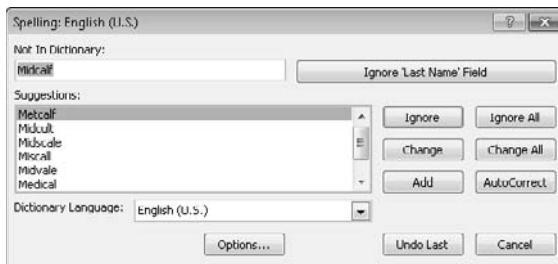 Spelling: English (U.S.)
Not In Dictionary:
Midcalf
Ignore 'Last Name' Field
Suggestions:
Metcalf
Midcult
Midscale
Miscall
Midvale
Medical
Ignore
Ignore All
Change
Change All
Add
AutoCorrect
Dictionary Language:
English (U.S.)
Options...
Undo Last
Cancel